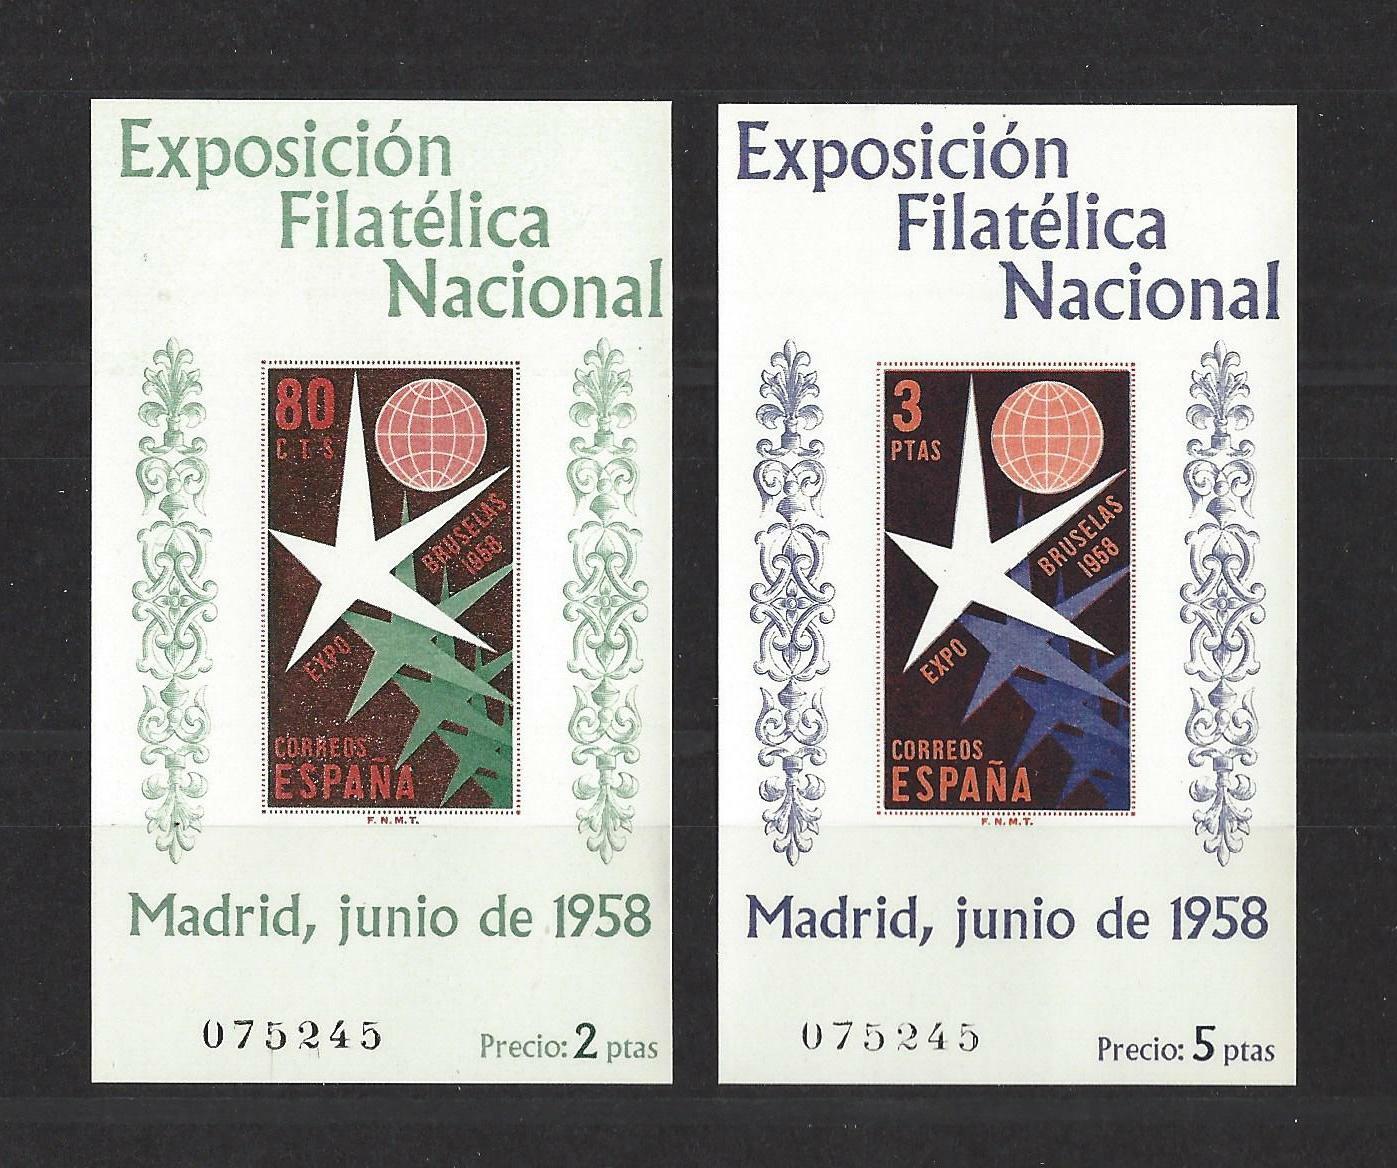 Exposición
Filatélica
Nacional
80
CTS
BRUSELAS
1958
EXPO
CORREOS
ESPAÑA
F.N.M.T.
Madrid, junio de 1958
075245
Precio: 2 ptas
Exposición
Filatélica
Nacional
3
PTAS
BRUSELAS
1958
EXPO
CORREOS
ESPAÑA
F.N.M.T.
Madrid, junio de 1958
075245
Precio: 5 ptas